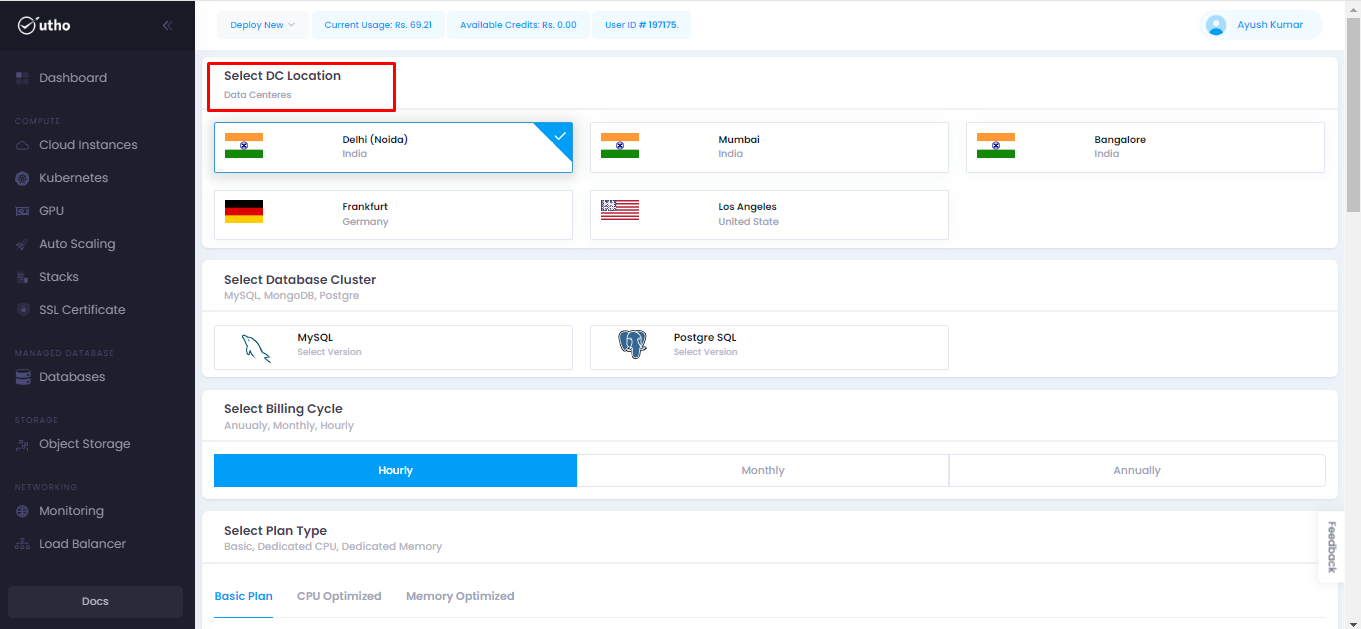 utho
Deploy New
Current Usage: Rs. 69.21
Available Credits: Rs. 0.00
User ID # 197175.
Ayush Kumar
Dashboard
COMPUTE
Cloud Instances
Kubernetes
GPU
Auto Scaling
Stacks
SSL Certificate
MANAGED DATABASE
Databases
STORAGE
Object Storage
NETWORKING
Monitoring
Load Balancer
Docs
Select DC Location
Data Centeres
Delhi (Noida)
India
Mumbai
India
Bangalore
India
Frankfurt
Germany
Los Angeles
United State
Select Database Cluster
MySQL, MongoDB, Postgre
MySQL
Select Version
Postgre SQL
Select Version
Select Billing Cycle
Anuualy, Monthly, Hourly
Hourly
Monthly
Annually
Select Plan Type
Basic, Dedicated CPU, Dedicated Memory
Basic Plan
CPU Optimized
Memory Optimized
Feedback